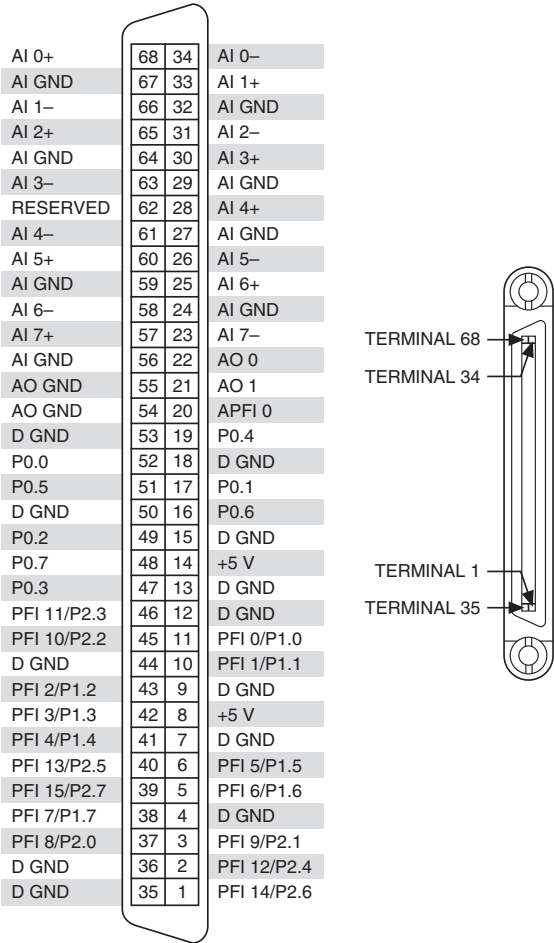 AI 0+ 68 34 AI 0–
AI GND 67 33 AI 1+
AI 1– 66 32 AI GND
AI 2+ 65 31 AI 2–
AI GND 64 30 AI 3+
AI 3– 63 29 AI GND
RESERVED 62 28 AI 4+
AI 4– 61 27 AI GND
AI 5+ 60 26 AI 5–
AI GND 59 25 AI 6+
AI 6– 58 24 AI GND
AI 7+ 57 23 AI 7–
AI GND 56 22 AO 0
AO GND 55 21 AO 1
AO GND 54 20 APFI 0
D GND 53 19 P0.4
P0.0 52 18 D GND
P0.5 51 17 P0.1
D GND 50 16 P0.6
P0.2 49 15 D GND
P0.7 48 14 +5 V
P0.3 47 13 D GND
PFI 11/P2.3 46 12 D GND
PFI 10/P2.2 45 11 PFI 0/P1.0
D GND 44 10 PFI 1/P1.1
PFI 2/P1.2 43 9 D GND
PFI 3/P1.3 42 8 +5 V
PFI 4/P1.4 41 7 D GND
PFI 13/P2.5 40 6 PFI 5/P1.5
PFI 15/P2.7 39 5 PFI 6/P1.6
PFI 7/P1.7 38 4 D GND
PFI 8/P2.0 37 3 PFI 9/P2.1
D GND 36 2 PFI 12/P2.4
D GND 35 1 PFI 14/P2.6
TERMINAL 68
TERMINAL 34
TERMINAL 1
TERMINAL 35